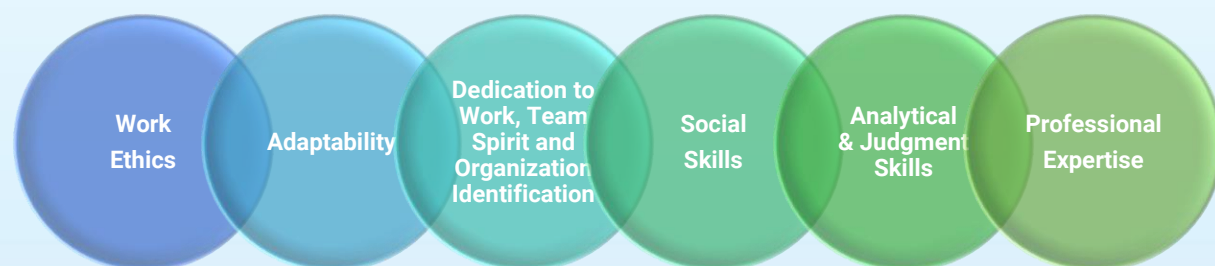 Work
Ethics
Adaptability
Dedication to
Work, Team
Spirit and
Organization
Identification
Social
Skills
Analytical
& Judgment
Skills
Professional
Expertise